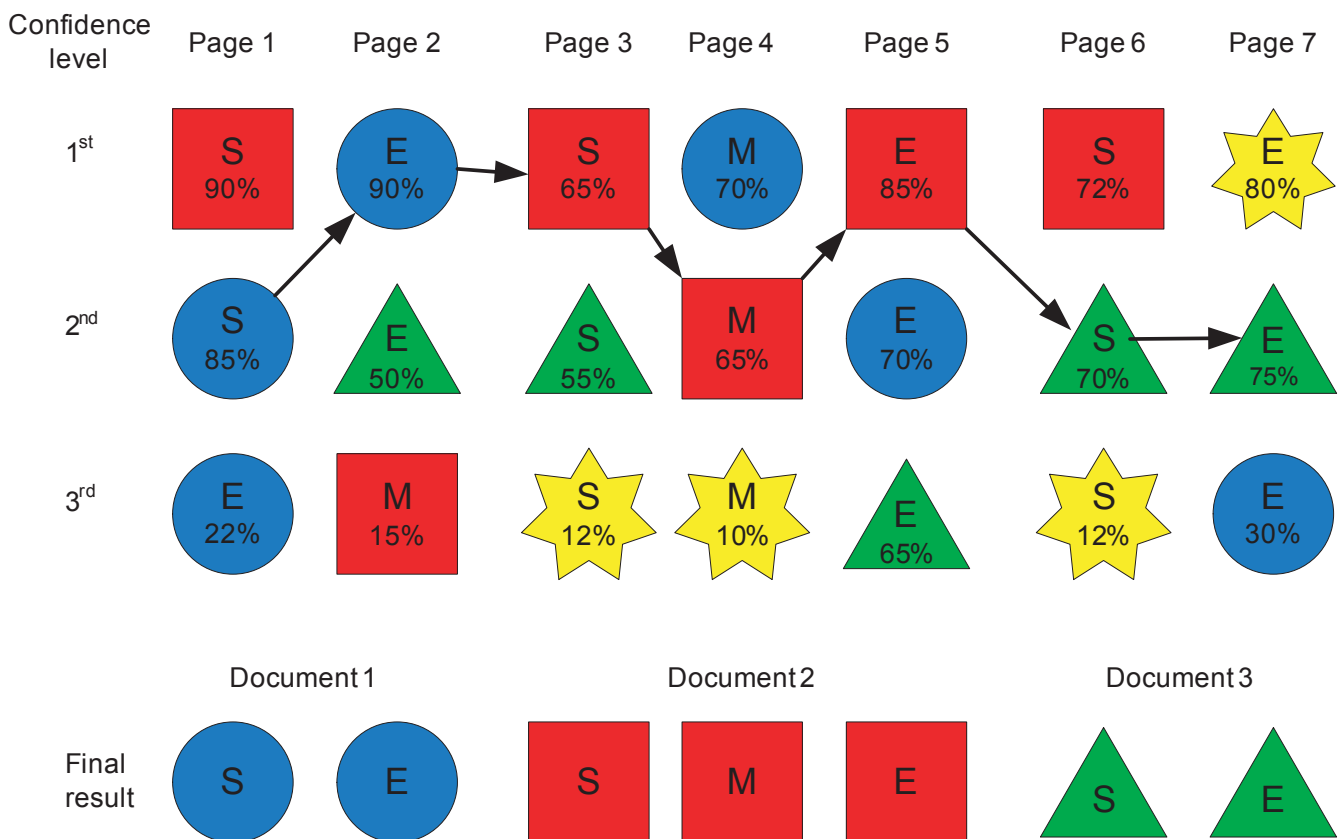 Confidence
level
Page 1 Page 2 Page 3 Page 4 Page 5 Page 6 Page 7
1st
S E S M E S E
90% 90% 65% 70% 85% 72% 80%
2nd
S E S M E S E
85% 50% 55% 65% 70% 70% 75%
3rd
E M S M E S E
22% 15% 12% 10% 65% 12% 30%
Document 1 Document 2 Document 3
Final
result
S E S M E S E